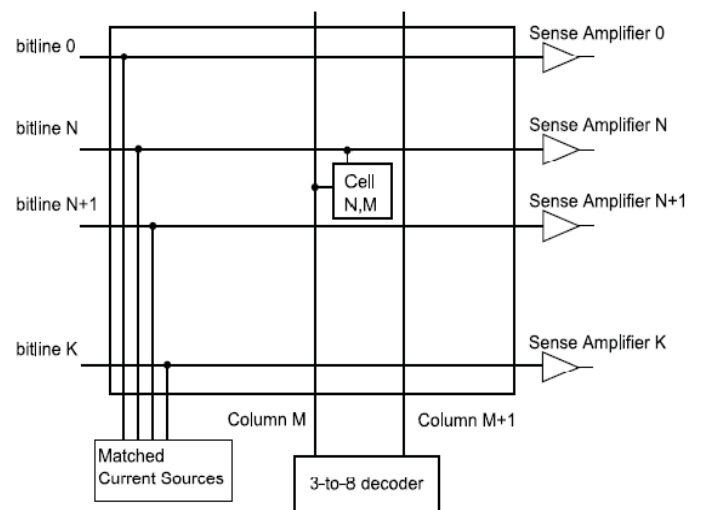 bitline 0
Sense Amplifier 0
bitline N
Sense Amplifier N
Cell
N,M
bitline N+1
Sense Amplifier N+1
bitline K
Sense Amplifier K
Column M
Column M+1
Matched
Current Sources
3-to-8 decoder